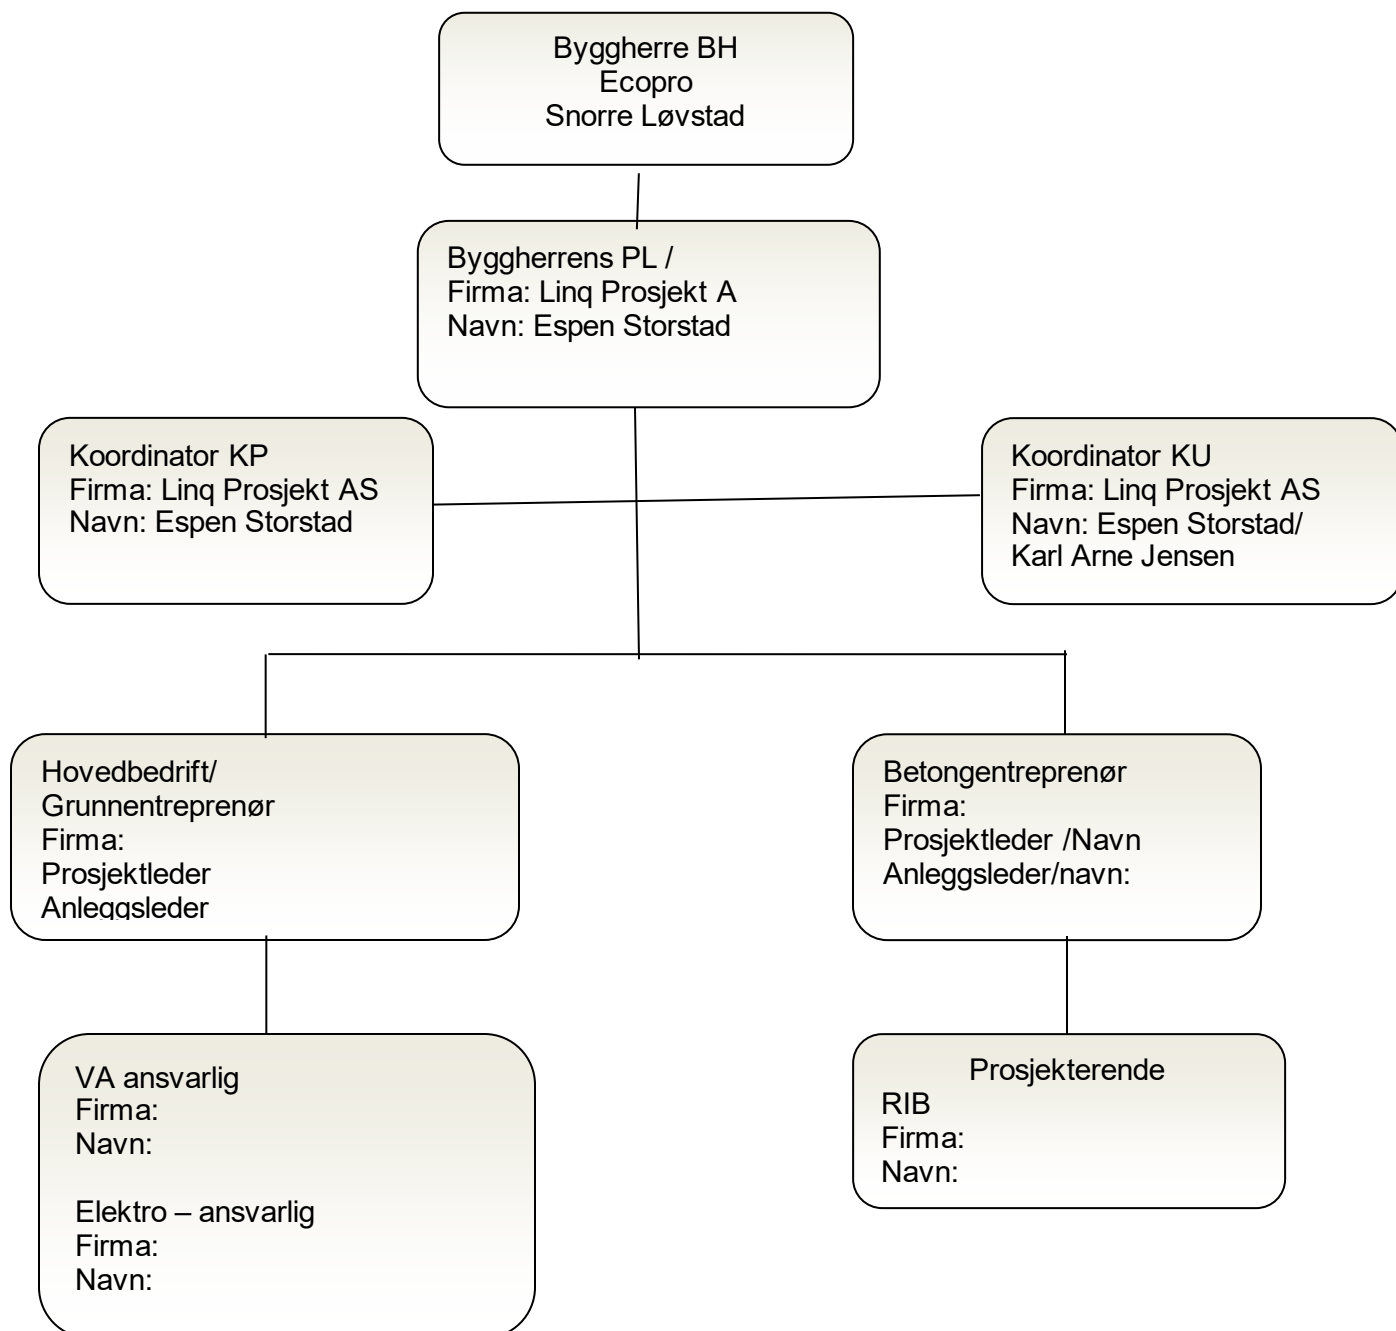 Byggherre BH
Ecopro
Snorre Løvstad
Byggherrens PL /
Firma: Linq Prosjekt A
Navn: Espen Storstad
Koordinator KP
Firma: Linq Prosjekt AS
Navn: Espen Storstad
Koordinator KU
Firma: Linq Prosjekt AS
Navn: Espen Storstad/
Karl Arne Jensen
Hovedbedrift/
Grunnentreprenør
Firma:
Prosjektleder
Anleggsleder
Betongentreprenør
Firma:
Prosjektleder /Navn
Anleggsleder/navn:
VA ansvarlig
Firma:
Navn:
Elektro – ansvarlig
Firma:
Navn:
Prosjekterende
RIB
Firma:
Navn: